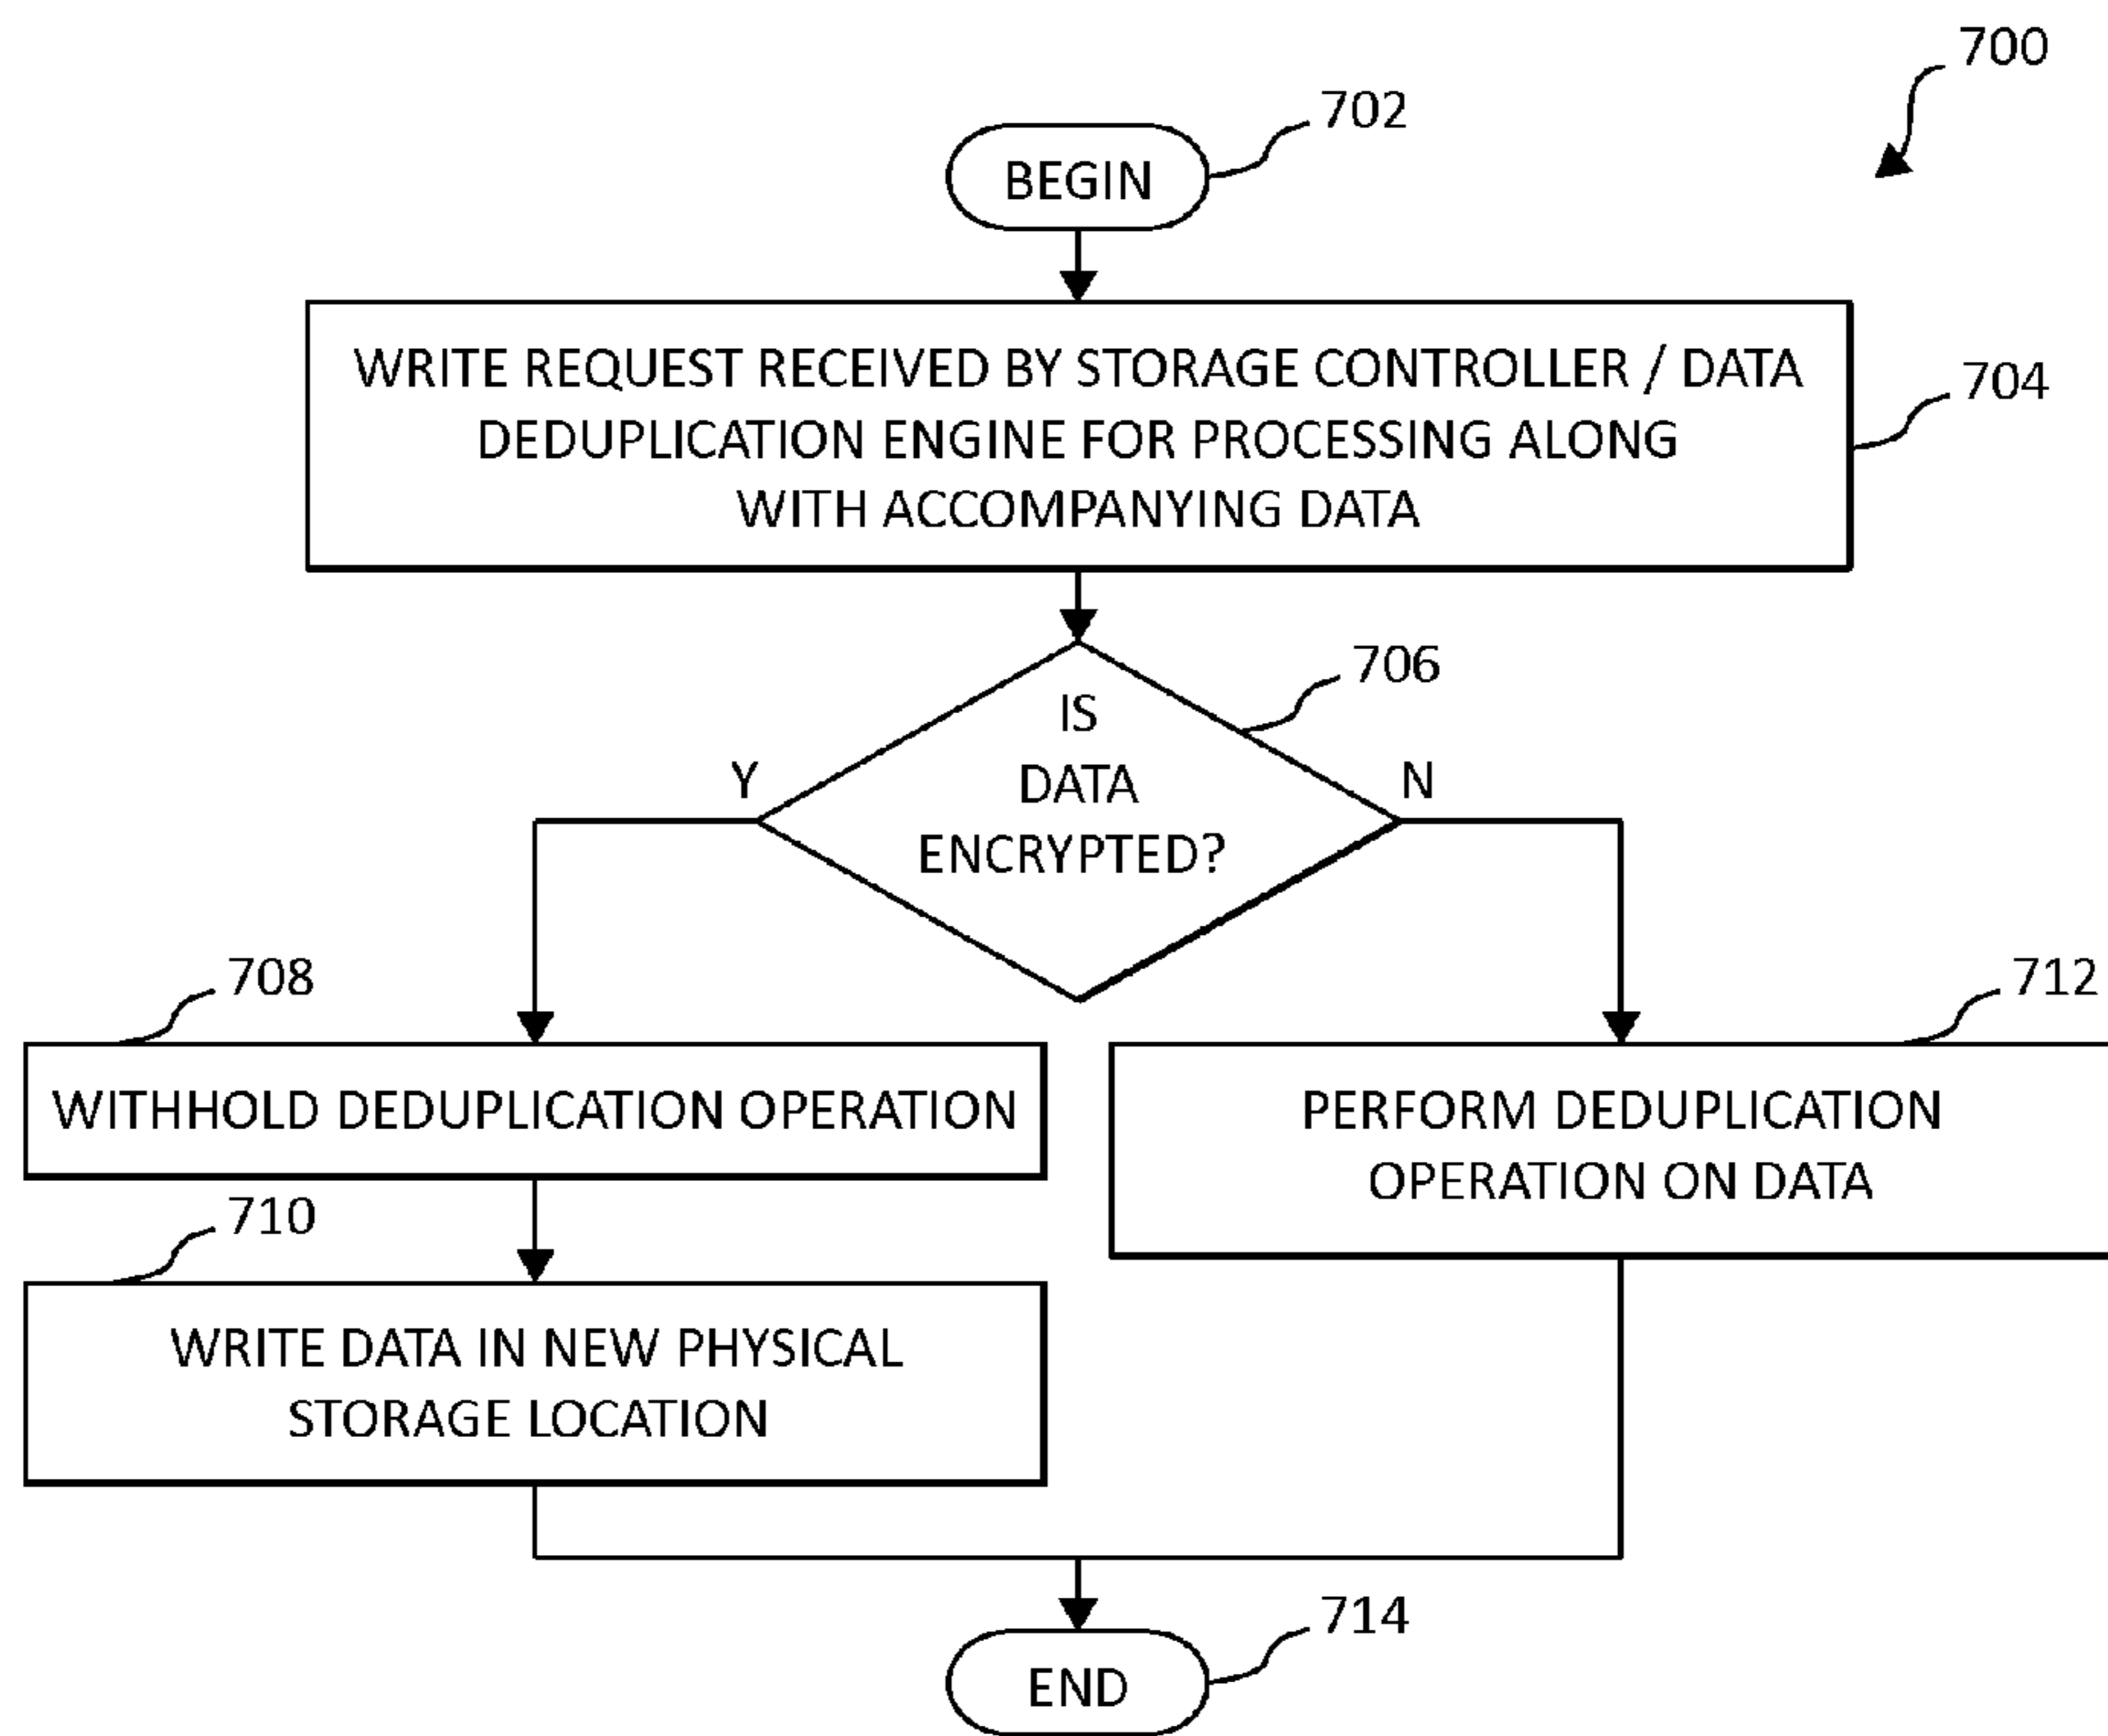 700
702
BEGIN
WRITE REQUEST RECEIVED BY STORAGE CONTROLLER / DATA
DEDUPLICATION ENGINE FOR PROCESSING ALONG
WITH ACCOMPANYING DATA
704
706
IS
DATA
ENCRYPTED?
Y
N
708
WITHHOLD DEDUPLICATION OPERATION
712
PERFORM DEDUPLICATION
OPERATION ON DATA
710
WRITE DATA IN NEW PHYSICAL
STORAGE LOCATION
714
END